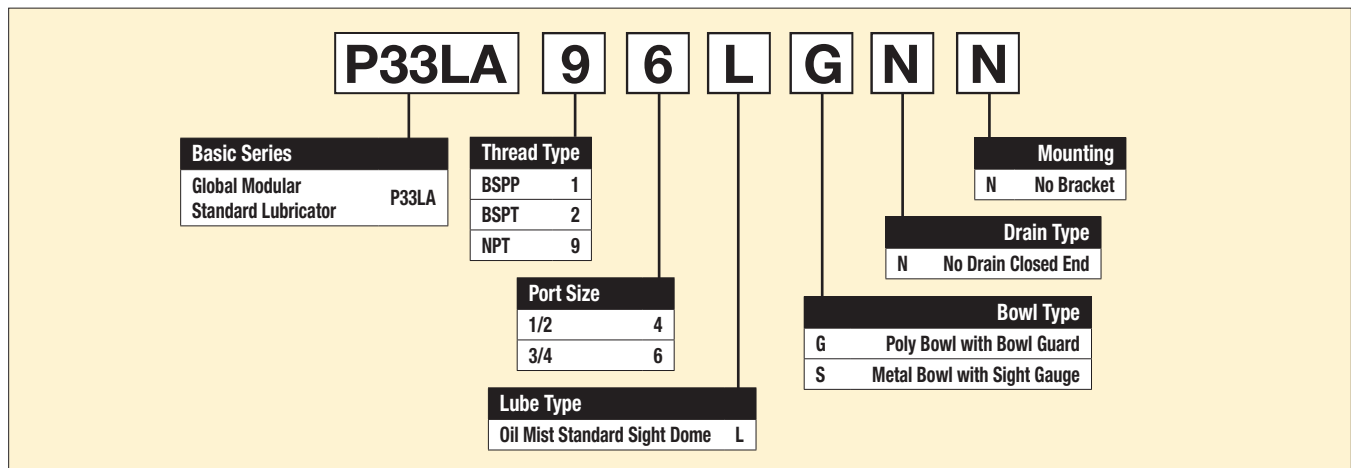 P33LA 9 6 L G N N
Basic Series
Global Modular
Standard Lubricator P33LA
Thread Type
BSPP 1
BSPT 2
NPT 9
Port Size
1/2 4
3/4 6
Lube Type
Oil Mist Standard Sight Dome L
Mounting
N No Bracket
Drain Type
N No Drain Closed End
Bowl Type
G Poly Bowl with Bowl Guard
S Metal Bowl with Sight Gauge